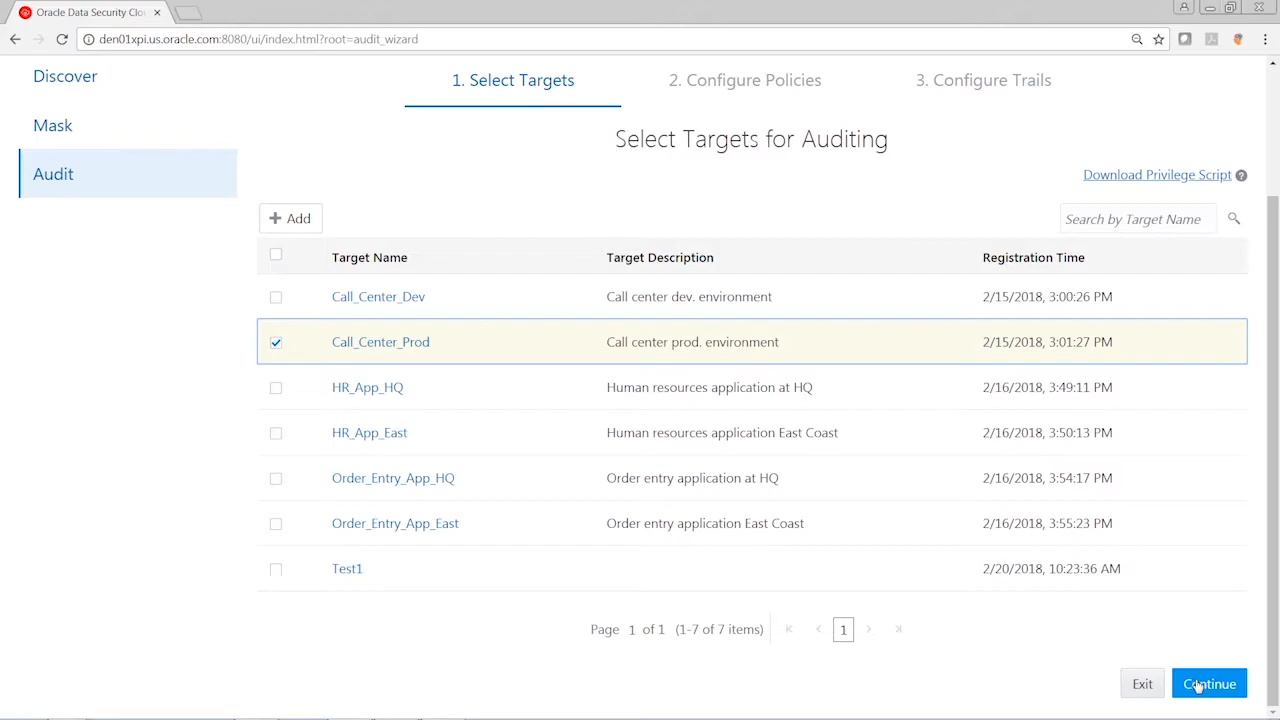 Oracle Data Security Clou
den01xpi.us.oracle.com:8080/ui/index.html?root=audit_wizard
Discover
Mask
Audit
1. Select Targets
2. Configure Policies
3. Configure Trails
Select Targets for Auditing
Download Privilege Script ?
+ Add
Search by Target Name
Target Name Target Description Registration Time
Call_Center_Dev Call center dev. environment 2/15/2018, 3:00:26 PM
Call_Center_Prod Call center prod. environment 2/15/2018, 3:01:27 PM
HR_App_HQ Human resources application at HQ 2/16/2018, 3:49:11 PM
HR_App_East Human resources application East Coast 2/16/2018, 3:50:13 PM
Order_Entry_App_HQ Order entry application at HQ 2/16/2018, 3:54:17 PM
Order_Entry_App_East Order entry application East Coast 2/16/2018, 3:55:23 PM
Test1 2/20/2018, 10:23:36 AM
Page 1 of 1 (1-7 of 7 items) 1
Exit Continue